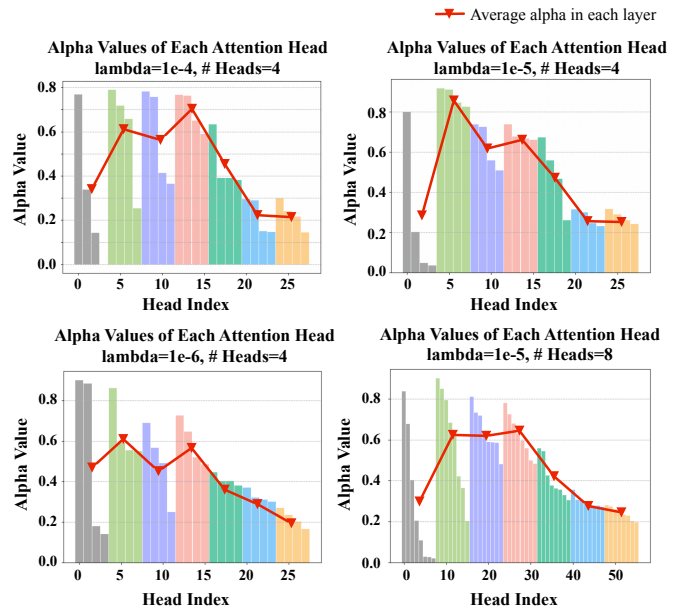 Average alpha in each layer
Alpha Values of Each Attention Head
lambda=1e-4, # Heads=4
Alpha Value
0.8
0.6
0.4
0.2
0.0
0 5 10 15 20 25
Head Index
Alpha Values of Each Attention Head
lambda=1e-5, # Heads=4
Alpha Value
0.8
0.6
0.4
0.2
0.0
0 5 10 15 20 25
Head Index
Alpha Values of Each Attention Head
lambda=1e-6, # Heads=4
Alpha Value
0.8
0.6
0.4
0.2
0.0
0 5 10 15 20 25
Head Index
Alpha Values of Each Attention Head
lambda=1e-5, # Heads=8
Alpha Value
0.8
0.6
0.4
0.2
0.0
0 10 20 30 40 50
Head Index